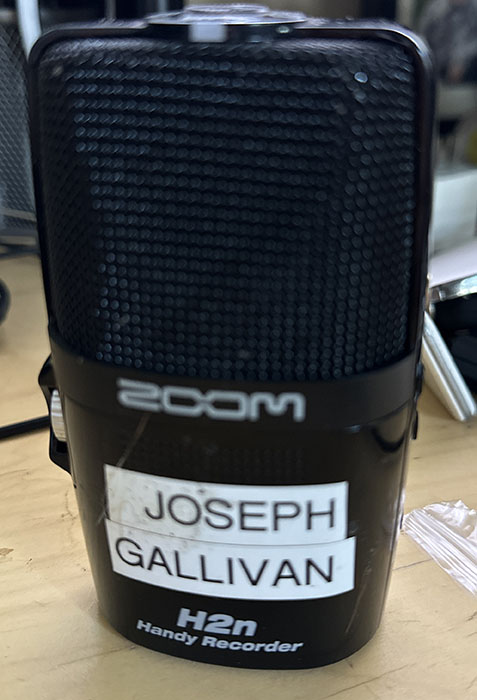 ZOOM
JOSEPH
GALLIVAN
H2n
Handy Recorder